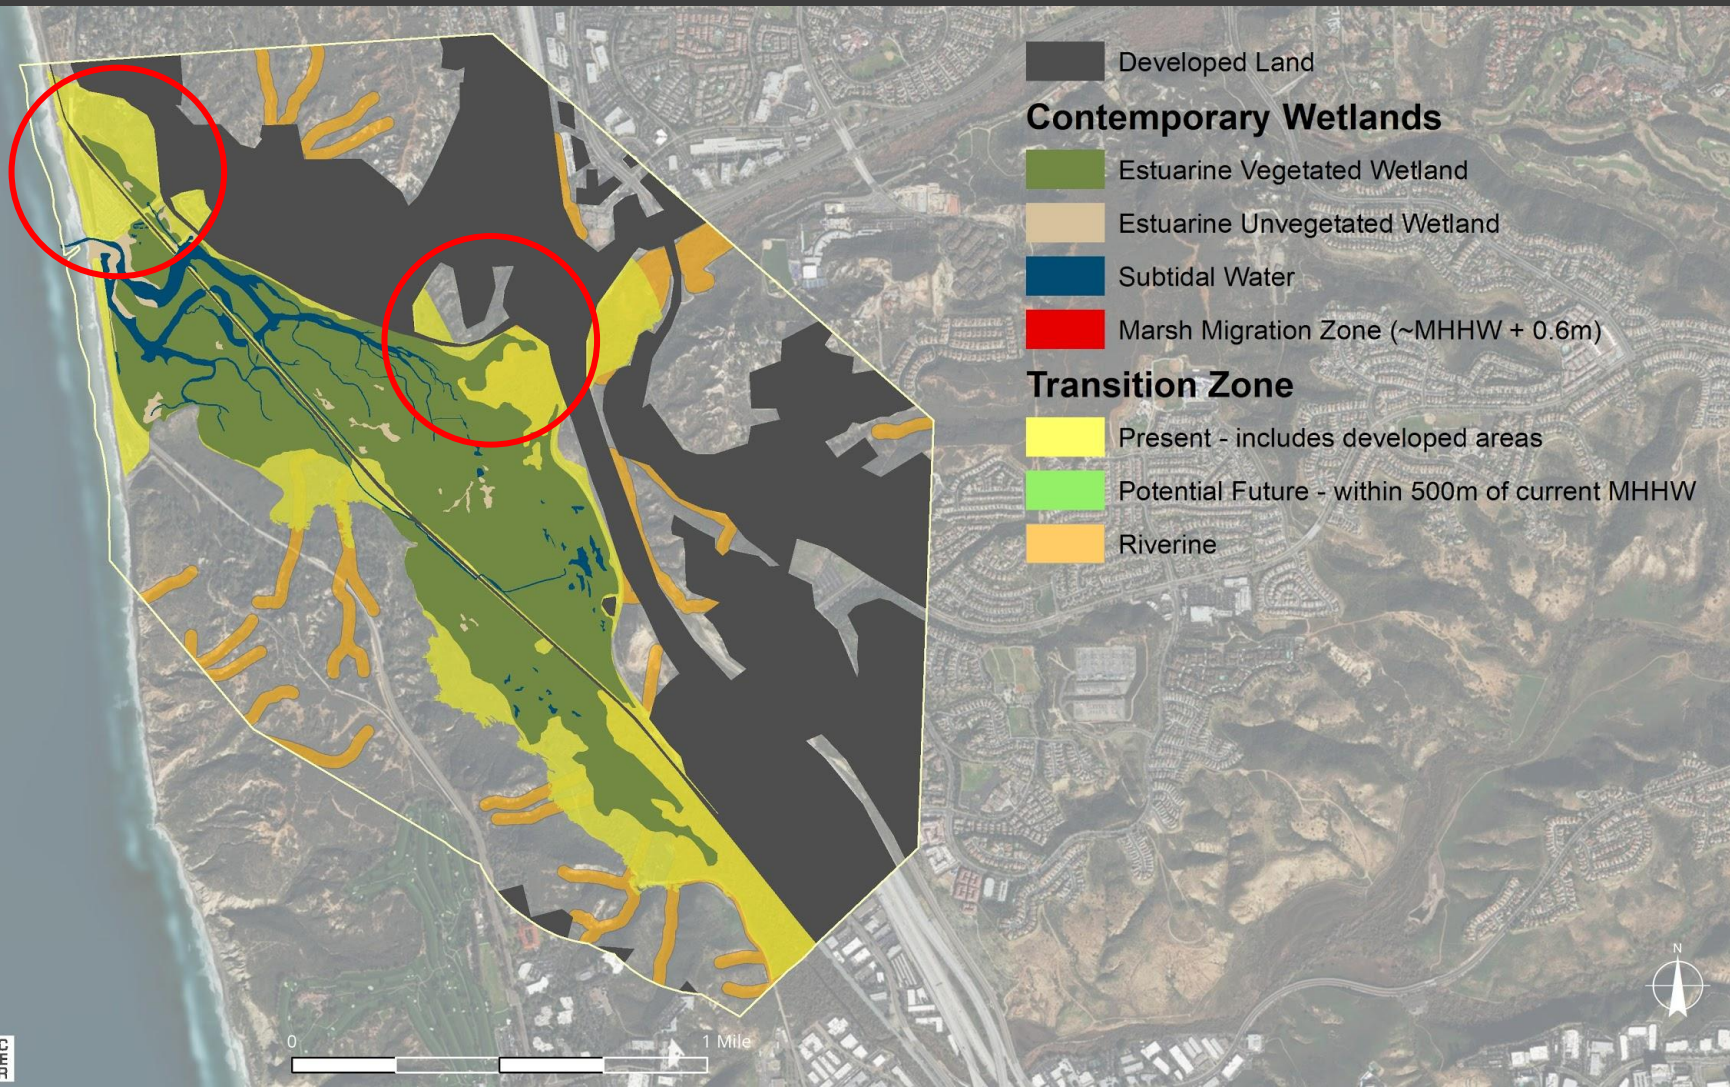 Developed Land
Contemporary Wetlands
Estuarine Vegetated Wetland
Estuarine Unvegetated Wetland
Subtidal Water
Marsh Migration Zone (~MHHW + 0.6m)
Transition Zone
Present - includes developed areas
Potential Future - within 500m of current MHHW
Riverine
N
0
1 Mile